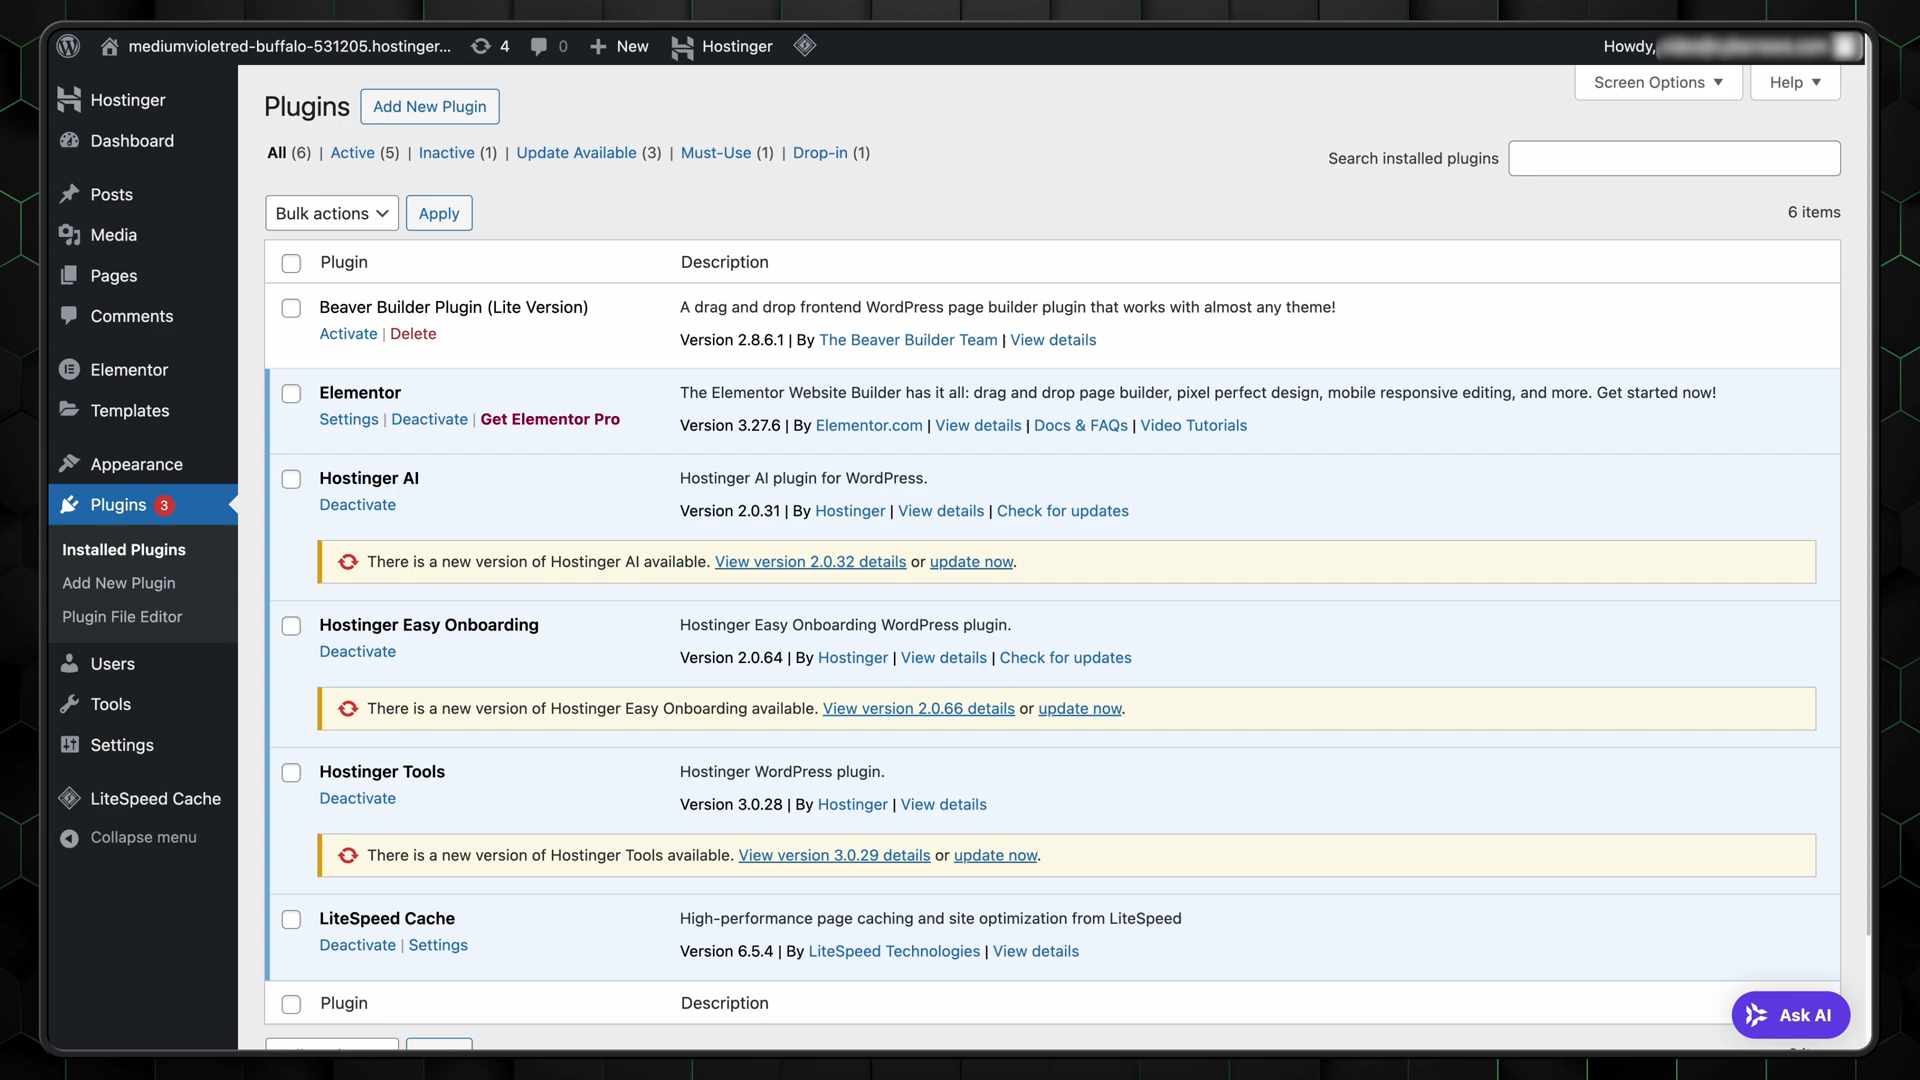 mediumvioletred-buffalo-531205.hostinger... 4 0 New Hostinger Howdy,
Screen Options Help
Hostinger
Dashboard
Posts
Media
Pages
Comments
Elementor
Templates
Appearance
Plugins 3
Installed Plugins
Add New Plugin
Plugin File Editor
Users
Tools
Settings
LiteSpeed Cache
Collapse menu
Plugins Add New Plugin
All (6) | Active (5) | Inactive (1) | Update Available (3) | Must-Use (1) | Drop-in (1)
Search installed plugins
Bulk actions Apply
6 items
Plugin Description
Beaver Builder Plugin (Lite Version) A drag and drop frontend WordPress page builder plugin that works with almost any theme!
Activate | Delete
Version 2.8.6.1 | By The Beaver Builder Team | View details
Elementor The Elementor Website Builder has it all: drag and drop page builder, pixel perfect design, mobile responsive editing, and more. Get started now!
Settings | Deactivate | Get Elementor Pro
Version 3.27.6 | By Elementor.com | View details | Docs & FAQs | Video Tutorials
Hostinger AI Hostinger AI plugin for WordPress.
Deactivate
Version 2.0.31 | By Hostinger | View details | Check for updates
There is a new version of Hostinger AI available. View version 2.0.32 details or update now.
Hostinger Easy Onboarding Hostinger Easy Onboarding WordPress plugin.
Deactivate
Version 2.0.64 | By Hostinger | View details | Check for updates
There is a new version of Hostinger Easy Onboarding available. View version 2.0.66 details or update now.
Hostinger Tools Hostinger WordPress plugin.
Deactivate
Version 3.0.28 | By Hostinger | View details
There is a new version of Hostinger Tools available. View version 3.0.29 details or update now.
LiteSpeed Cache High-performance page caching and site optimization from LiteSpeed
Deactivate | Settings
Version 6.5.4 | By LiteSpeed Technologies | View details
Plugin Description
Ask AI